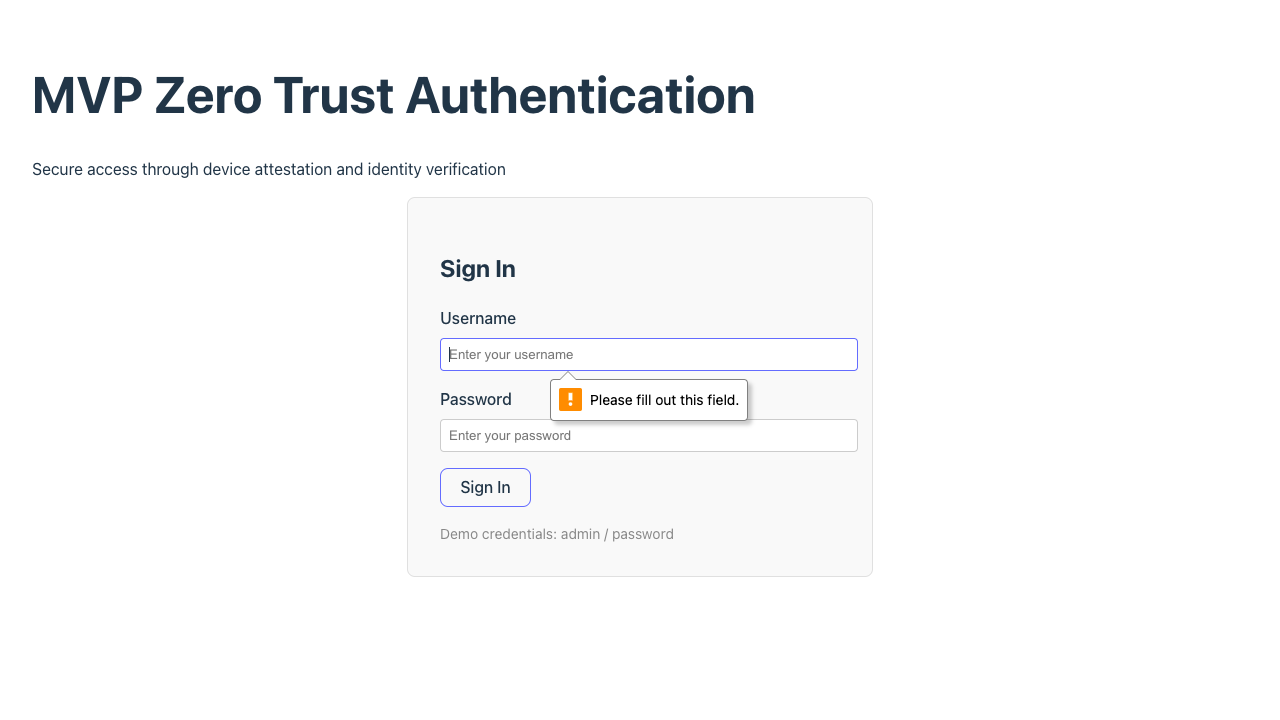 MVP Zero Trust Authentication
Secure access through device attestation and identity verification
Sign In
Username
Enter your username
Please fill out this field.
Password
Enter your password
Sign In
Demo credentials: admin / password